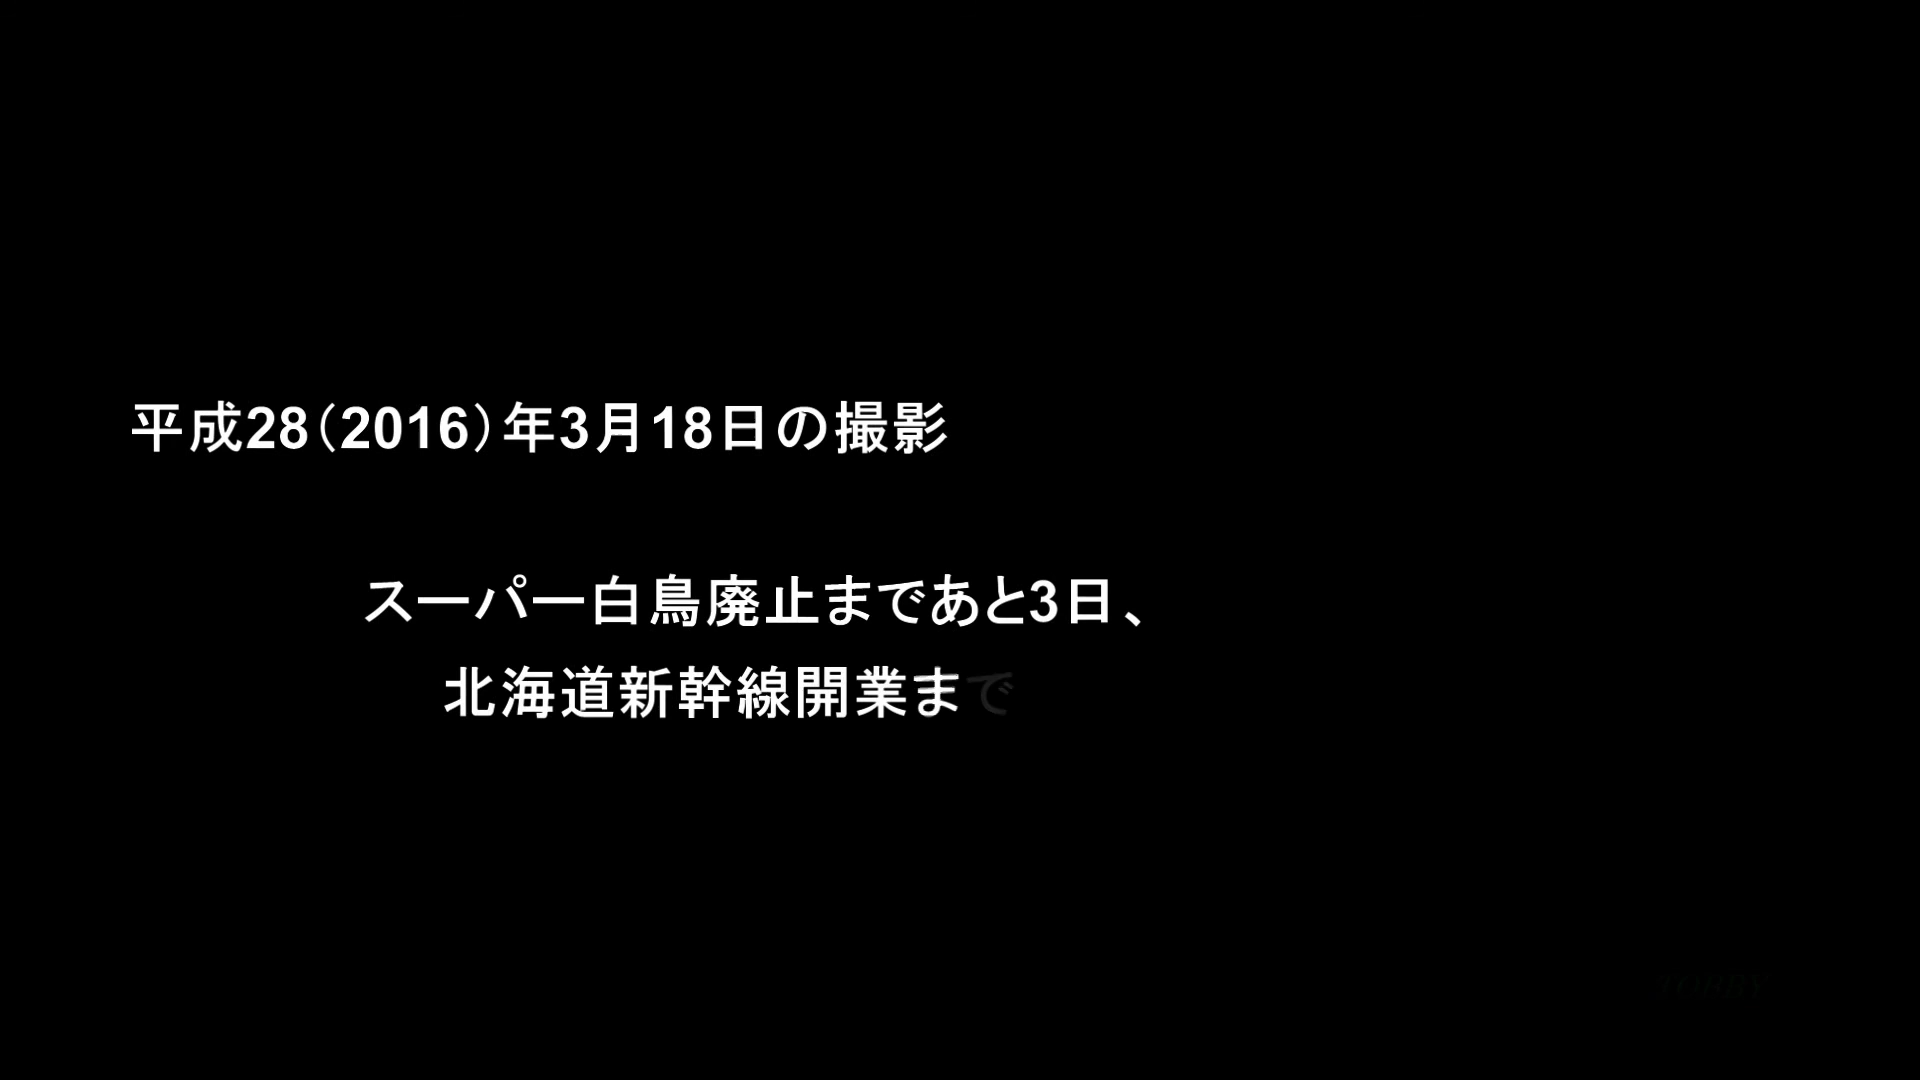 平成28（2016）年3月18日の撮影
スーパー白鳥廃止まであと3日、
北海道新幹線開業まで